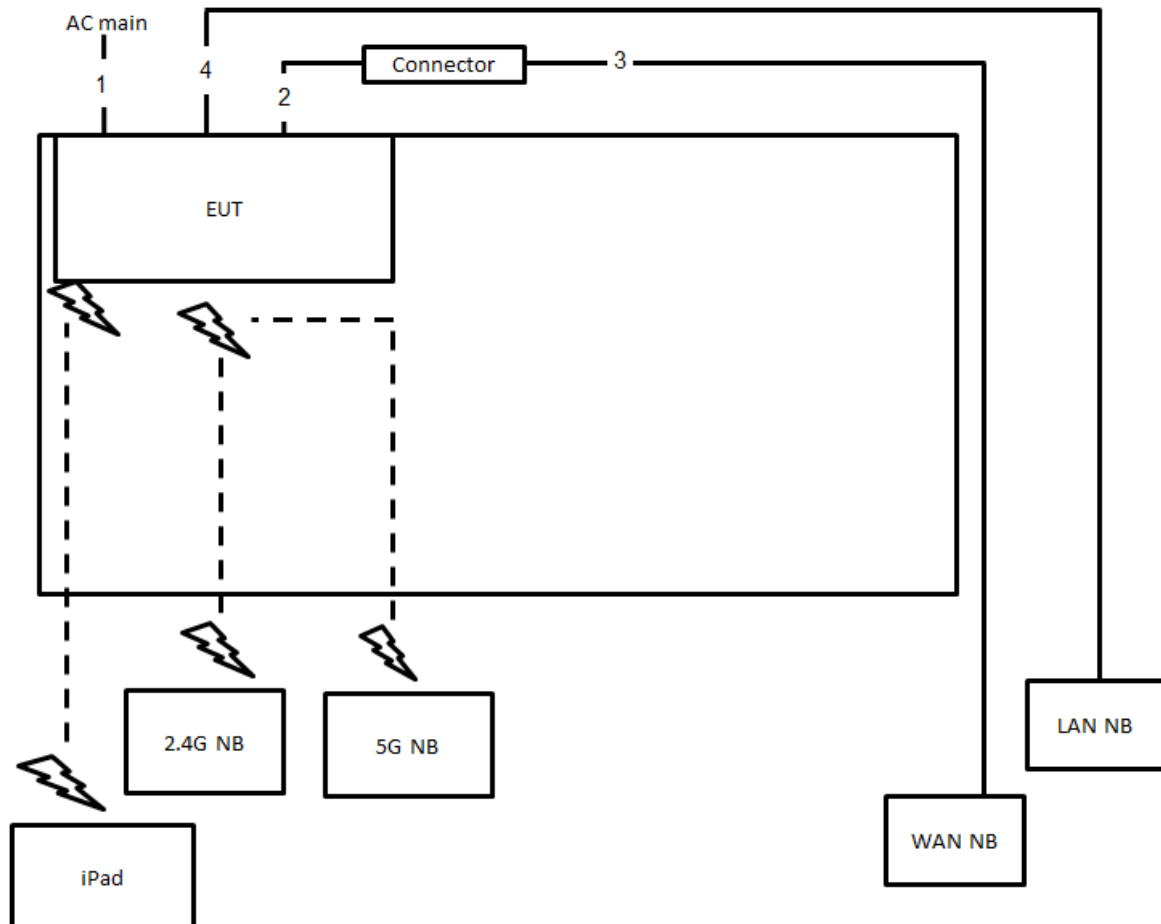 AC main
1
4
2
Connector
3
EUT
2.4G NB
5G NB
LAN NB
WAN NB
iPad